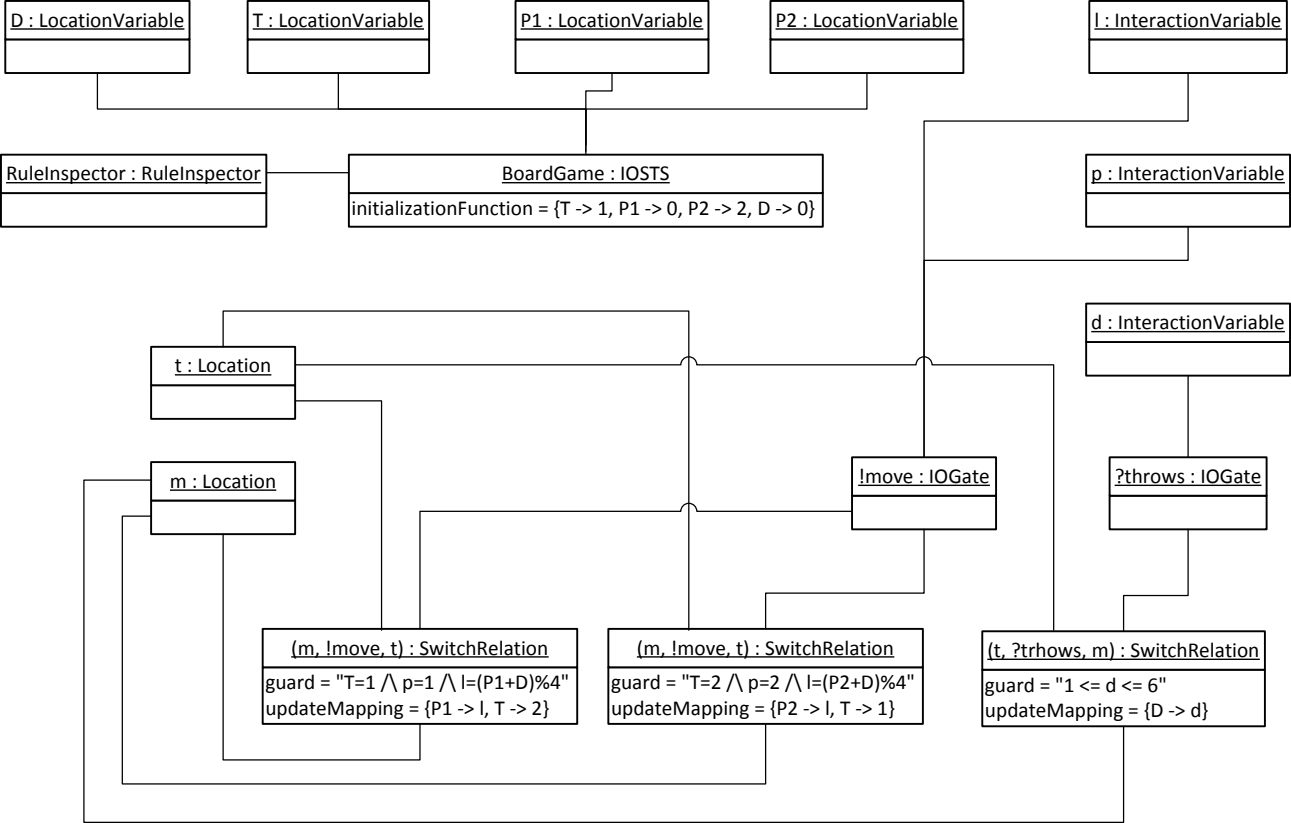 D : LocationVariable
T : LocationVariable
P1 : LocationVariable
P2 : LocationVariable
l : InteractionVariable
RuleInspector : RuleInspector
BoardGame : IOSTS
initializationFunction = {T -> 1, P1 -> 0, P2 -> 2, D -> 0}
p : InteractionVariable
d : InteractionVariable
t : Location
m : Location
!move : IOGate
?throws : IOGate
(m, !move, t) : SwitchRelation
guard = "T=1 /\ p=1 /\ l=(P1+D)%4"
updateMapping = {P1 -> l, T -> 2}
(m, !move, t) : SwitchRelation
guard = "T=2 /\ p=2 /\ l=(P2+D)%4"
updateMapping = {P2 -> l, T -> 1}
(t, ?trhows, m) : SwitchRelation
guard = "1 <= d <= 6"
updateMapping = {D -> d}